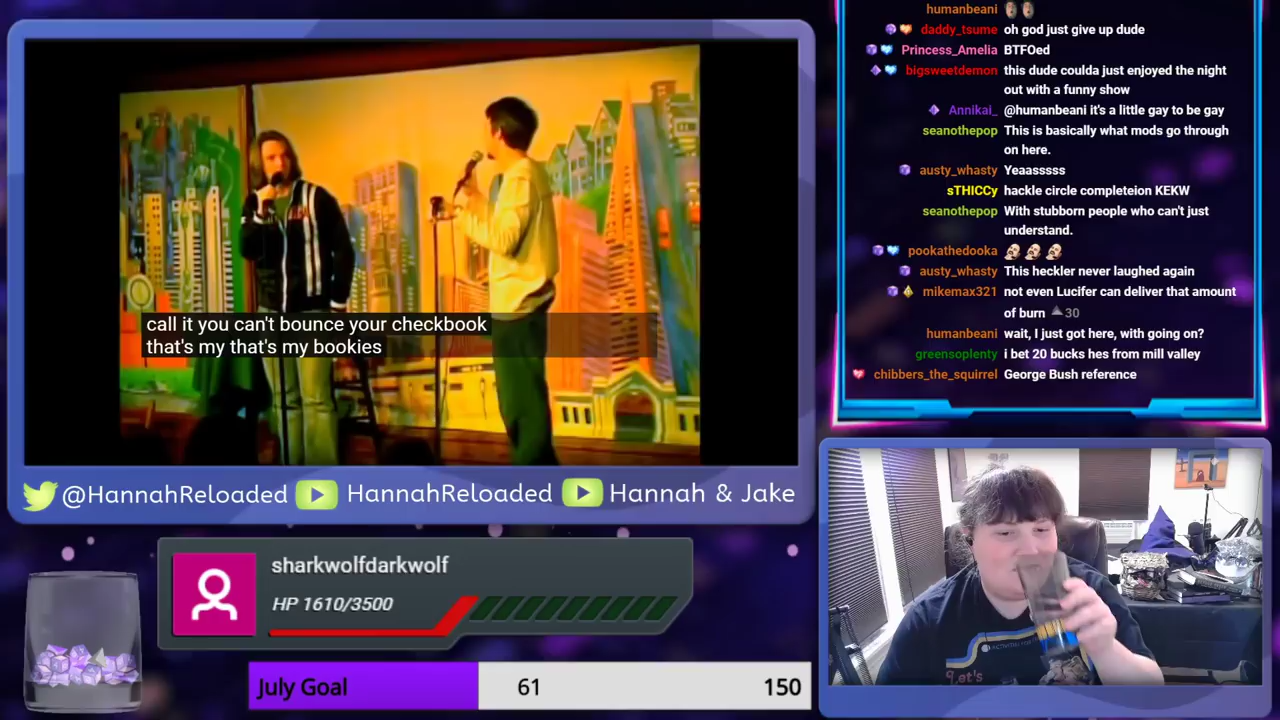 call it you can't bounce your checkbook
that's my that's my bookies
@HannahReloaded HannahReloaded Hannah & Jake
sharkwolfdarkwolf
HP 1610/3500
July Goal 61 150
humanbeani
daddy_tsume oh god just give up dude
Princess_Amelia BTFOed
bigsweetdemon this dude coulda just enjoyed the night
out with a funny show
Annikai_ @humanbeani it's a little gay to be gay
seanothepop This is basically what mods go through
on here.
austy_whasty Yeaasssss
sTHICCy hackle circle completeion KEKW
seanothepop With stubborn people who can't just
understand.
pookathedooka
austy_whasty This heckler never laughed again
mikemax321 not even Lucifer can deliver that amount
of burn 30
humanbeani wait, I just got here, with going on?
greensoplenty i bet 20 bucks hes from mill valley
chibbers_the_squirrel George Bush reference